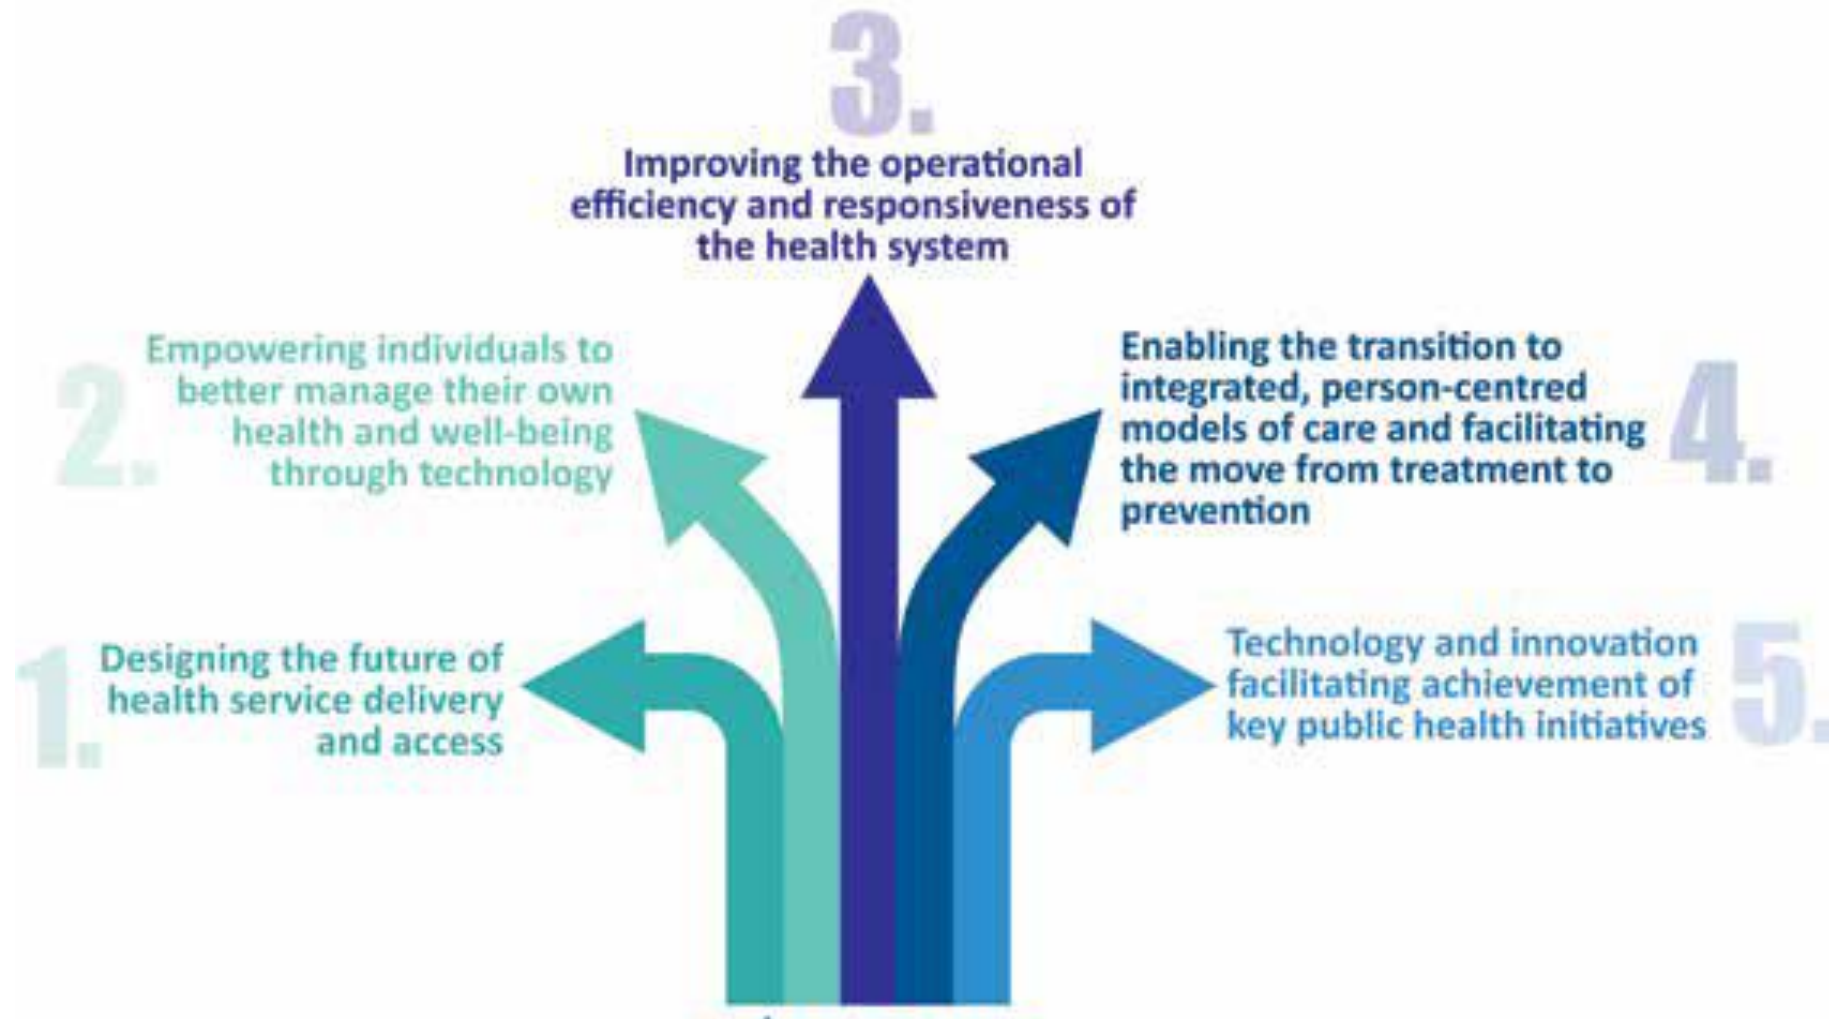 3.
Improving the operational
efficiency and responsiveness of
the health system
2.
Empowering individuals to
better manage their own
health and well-being
through technology
Enabling the transition to
integrated, person-centred
models of care and facilitating
the move from treatment to
prevention
4.
1.
Designing the future of
health service delivery
and access
Technology and innovation
facilitating achievement of
key public health initiatives
5.